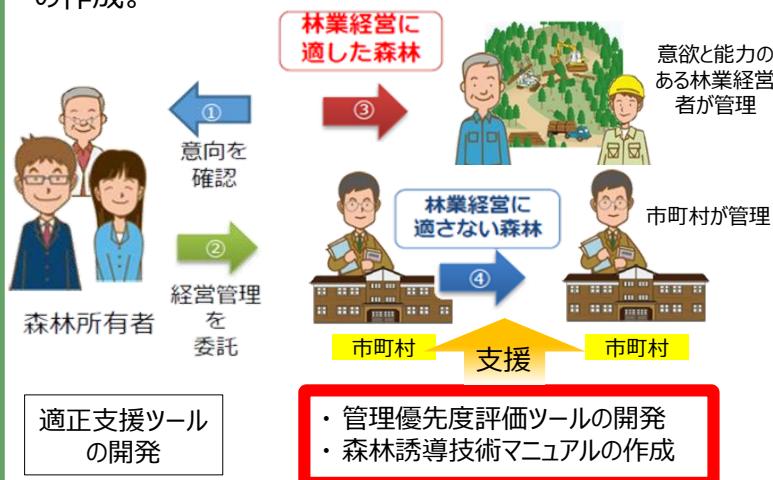 の作成。
林業経営に
適した森林
意欲と能力の
ある林業経営
者が管理
①
③
意向を
確認
林業経営に
適さない森林
市町村が管理
②
④
経営管理
を
委託
森林所有者
市町村
支援
市町村
適正支援ツール
の開発
・ 管理優先度評価ツールの開発
・ 森林誘導技術マニュアルの作成